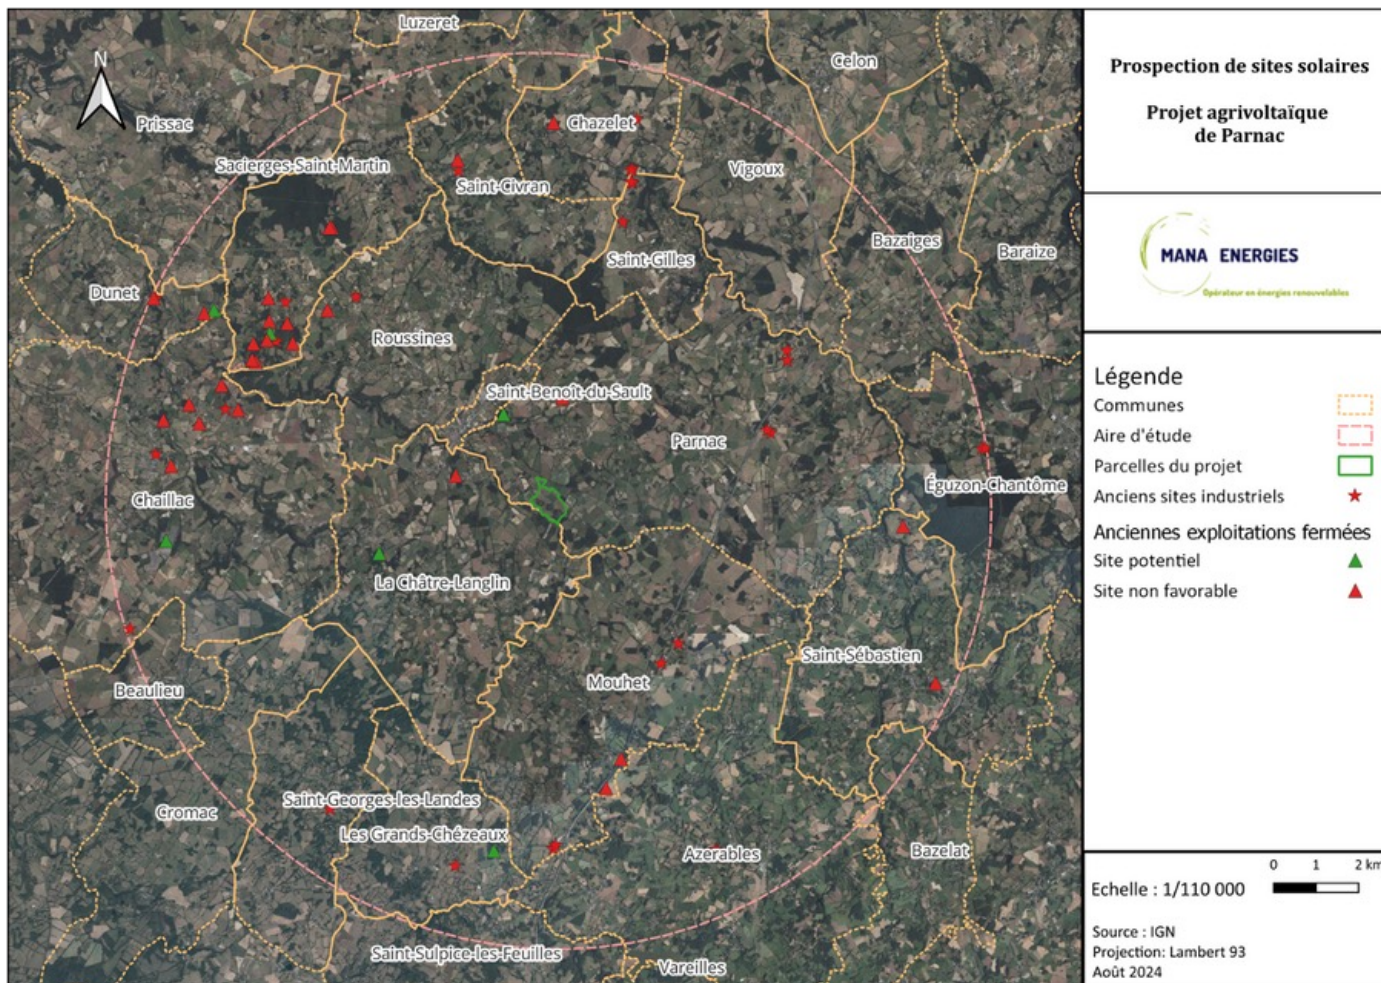 Luzeret
Celon
N
Prissac
Chazelet
Sacierges-Saint-Martin
Vigoux
Saint-Civran
Bazaiges
Baraize
Saint-Gilles
Dunet
Roussines
Saint-Benoît-du-Sault
Parnac
Éguzon-Chantôme
Chaillac
La Châtre-Langlin
Saint-Sébastien
Mouhet
Beaulieu
Saint-Georges-les-Landes
Cromac
Les Grands-Chézeaux
Azerables
Bazelat
Saint-Sulpice-les-Feuilles
Vareilles
Prospection de sites solaires
Projet agrivoltaïque
de Parnac
MANA ENERGIES
Opérateur en énergies renouvelables
Légende
Communes
Aire d'étude
Parcelles du projet
Anciens sites industriels
Anciennes exploitations fermées
Site potentiel
Site non favorable
0 1 2 km
Echelle : 1/110 000
Source : IGN
Projection: Lambert 93
Août 2024